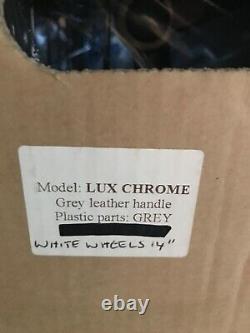 Model: LUX CHROME
Grey leather handle
Plastic parts: GREY
WHITE WHEELS 14"